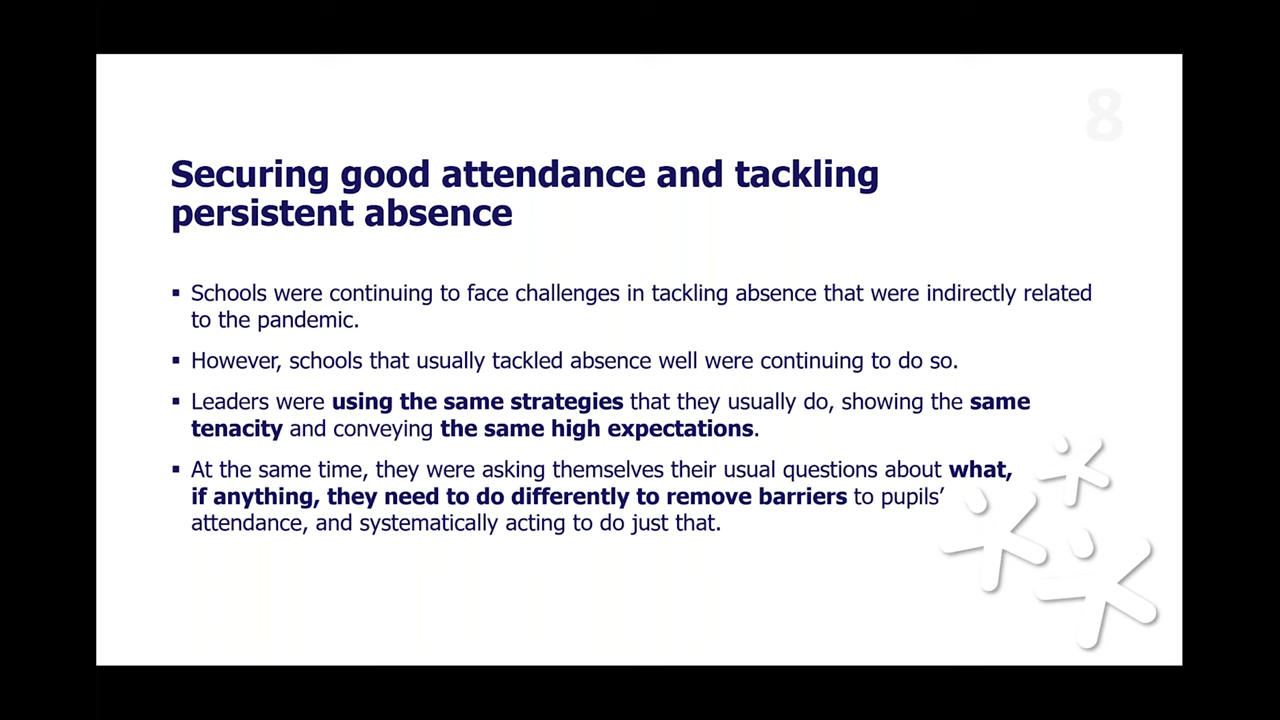 8
Securing good attendance and tackling
persistent absence
▪ Schools were continuing to face challenges in tackling absence that were indirectly related
to the pandemic.
▪ However, schools that usually tackled absence well were continuing to do so.
▪ Leaders were using the same strategies that they usually do, showing the same
tenacity and conveying the same high expectations.
▪ At the same time, they were asking themselves their usual questions about what,
if anything, they need to do differently to remove barriers to pupils’
attendance, and systematically acting to do just that.